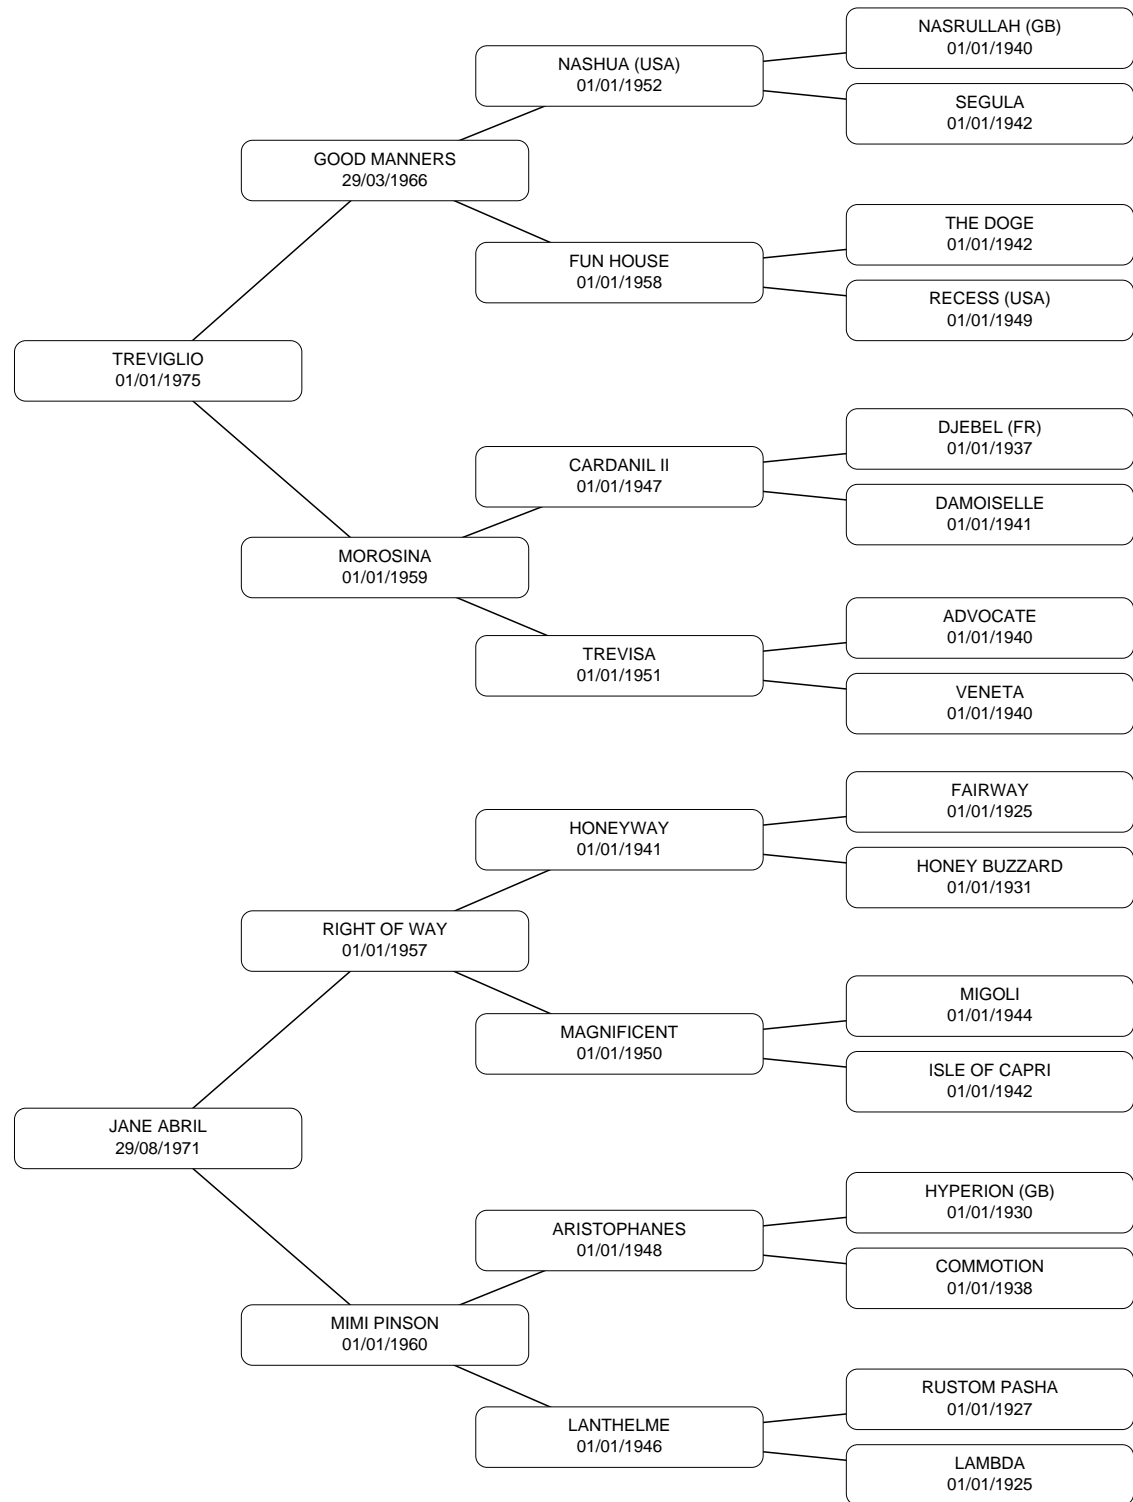 NASRULLAH (GB)
01/01/1940
NASHUA (USA)
01/01/1952
SEGULA
01/01/1942
GOOD MANNERS
29/03/1966
THE DOGE
01/01/1942
FUN HOUSE
01/01/1958
RECESS (USA)
01/01/1949
TREVIGLIO
01/01/1975
DJEBEL (FR)
01/01/1937
CARDANIL II
01/01/1947
DAMOISELLE
01/01/1941
MOROSINA
01/01/1959
ADVOCATE
01/01/1940
TREVISA
01/01/1951
VENETA
01/01/1940
FAIRWAY
01/01/1925
HONEYWAY
01/01/1941
HONEY BUZZARD
01/01/1931
RIGHT OF WAY
01/01/1957
MIGOLI
01/01/1944
MAGNIFICENT
01/01/1950
ISLE OF CAPRI
01/01/1942
JANE ABRIL
29/08/1971
HYPERION (GB)
01/01/1930
ARISTOPHANES
01/01/1948
COMMOTION
01/01/1938
MIMI PINSON
01/01/1960
RUSTOM PASHA
01/01/1927
LANTHELME
01/01/1946
LAMBDA
01/01/1925